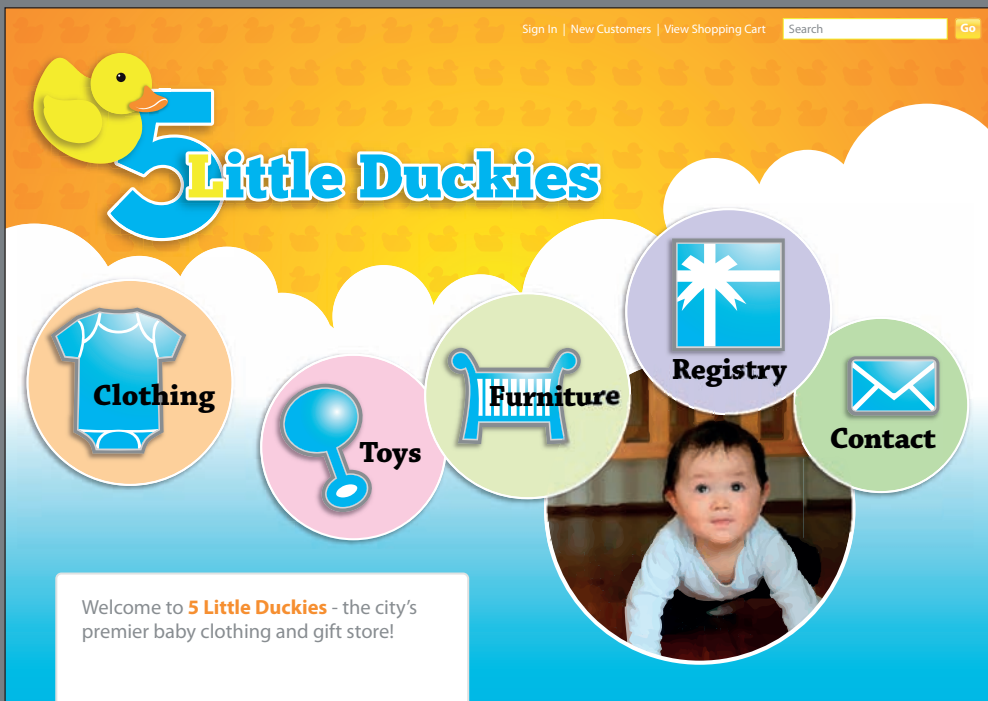 Sign In | New Customers | View Shopping Cart
Search
Go
5
Little Duckies
Clothing
Toys
Furniture
Registry
Contact
Welcome to 5 Little Duckies - the city's
premier baby clothing and gift store!